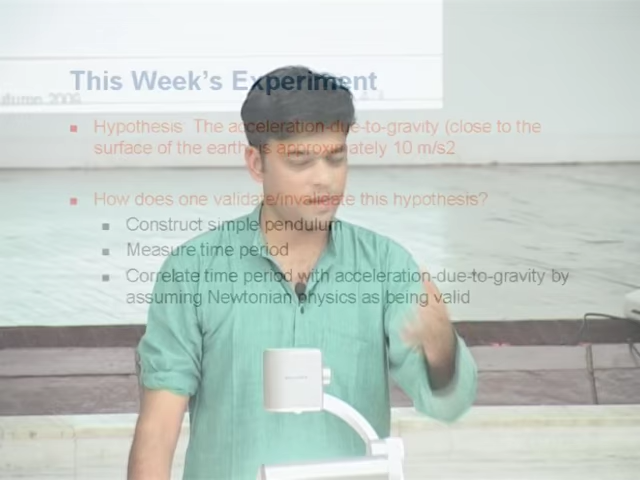 This Week's Experiment
utumn 2009
Hypothesis: The acceleration-due-to-gravity (close to the
surface of the earth) is approximately 10 m/s2
How does one validate/invalidate this hypothesis?
Construct simple pendulum
Measure time period
Correlate time period with acceleration-due-to-gravity by
assuming Newtonian physics as being valid